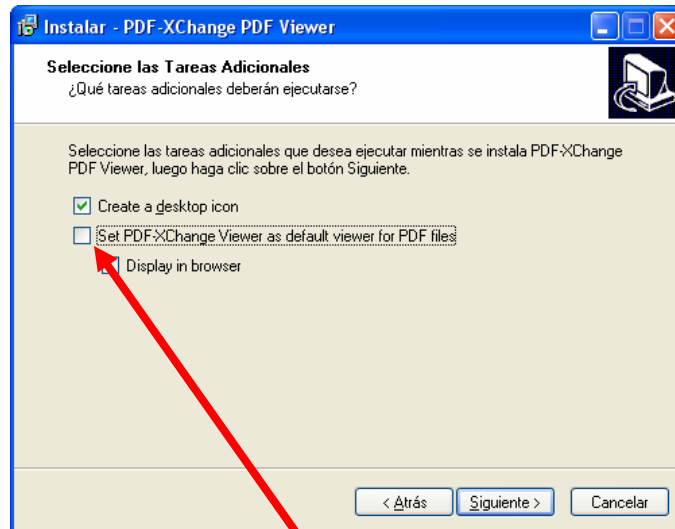 Instalar - PDF-XChange PDF Viewer
Seleccione las Tareas Adicionales
¿Qué tareas adicionales deberán ejecutarse?
Seleccione las tareas adicionales que desea ejecutar mientras se instala PDF-XChange
PDF Viewer, luego haga clic sobre el botón Siguiente.
Create a desktop icon
Set PDF-XChange Viewer as default viewer for PDF files
Display in browser
< Atrás Siguiente > Cancelar